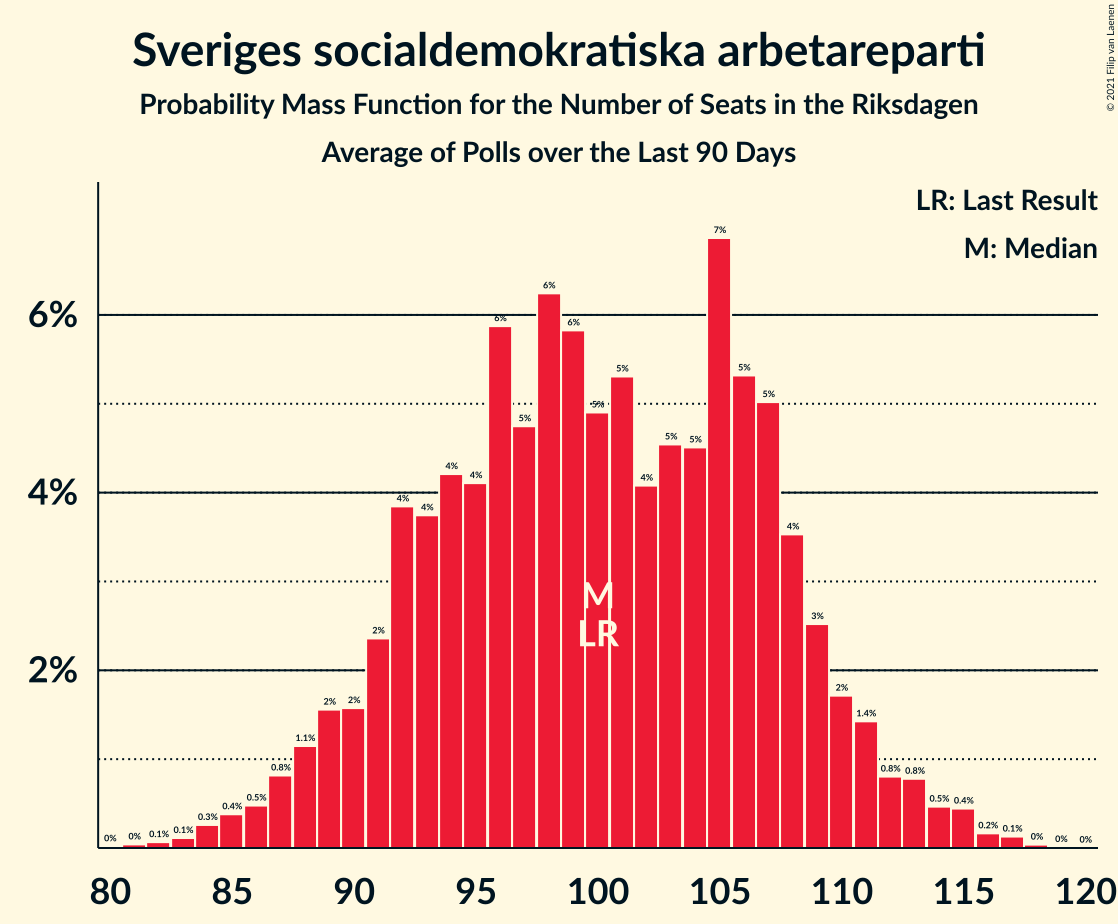 Sveriges socialdemokratiska arbetareparti
Probability Mass Function for the Number of Seats in the Riksdagen
Average of Polls over the Last 90 Days
© 2021 Filip van Laenen
LR: Last Result
M: Median
6%
4%
2%
0% 0% 0.1% 0.1% 0.3% 0.4% 0.5% 0.8% 1.1% 2% 2% 2% 4% 4% 4% 4% 6% 5% 6% 6% 5% 5% 4% 5% 5% 7% 5% 5% 4% 3% 2% 1.4% 0.8% 0.8% 0.5% 0.4% 0.2% 0.1% 0% 0% 0%
M
LR
80 85 90 95 100 105 110 115 120